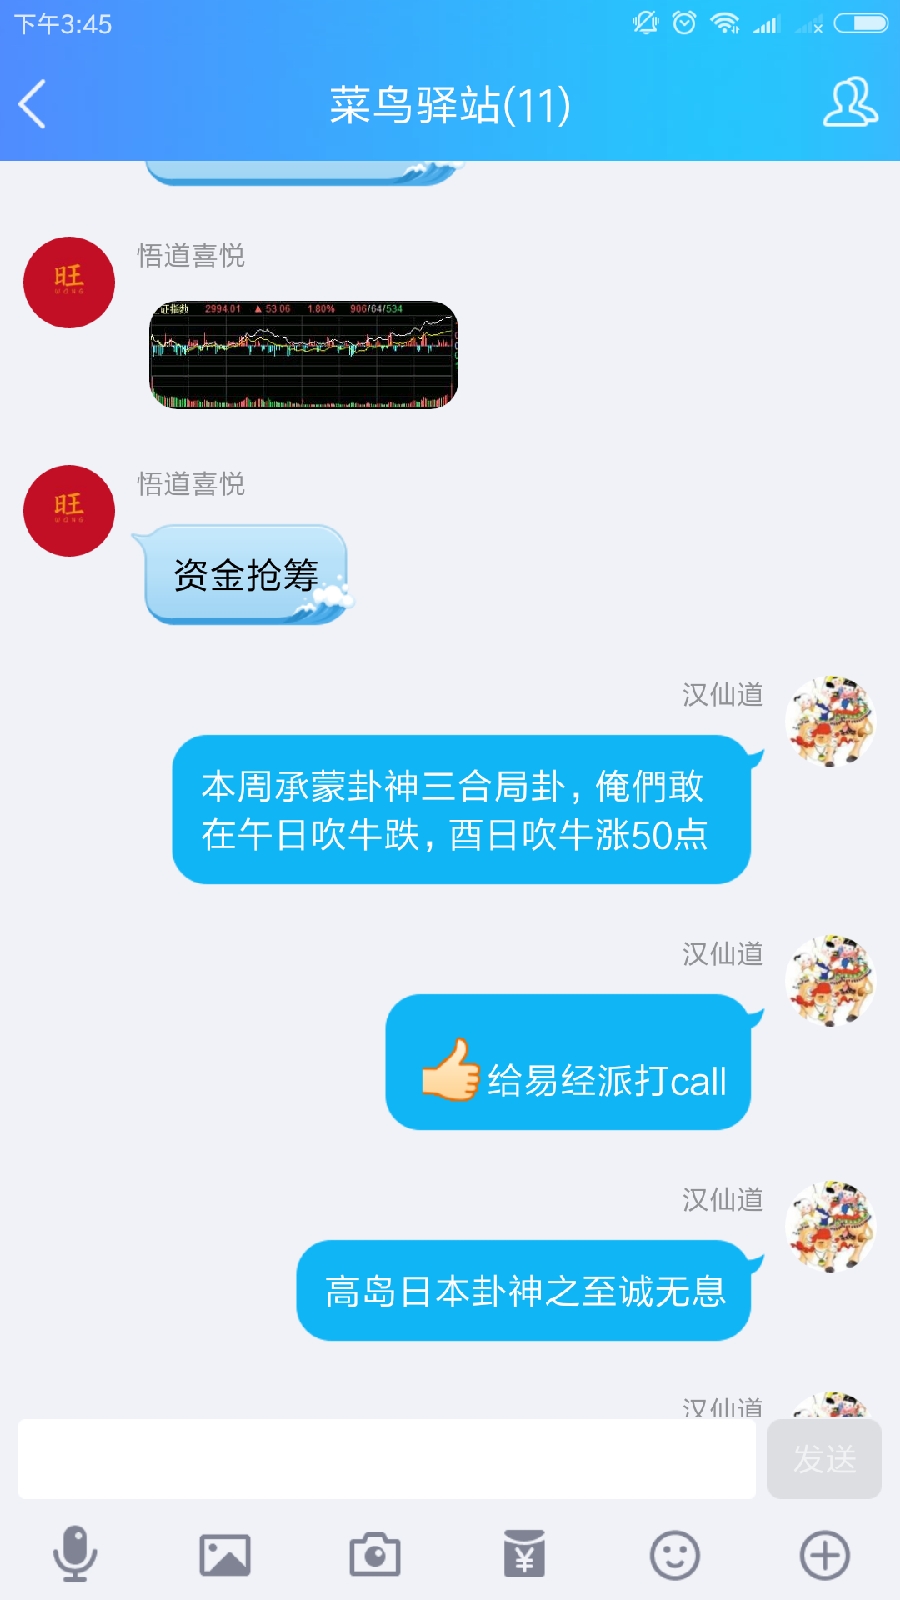 下午3:45
菜鸟驿站(11)
悟道喜悦
旺
WANG
证指数 2994.01 ▲53.06 1.80% 906/64/534
悟道喜悦
旺
WANG
资金抢筹
汉仙道
本周承蒙卦神三合局卦，俺們敢
在午日吹牛跌，酉日吹牛涨50点
汉仙道
给易经派打call
汉仙道
高岛日本卦神之至诚无息
汉仙道
发送